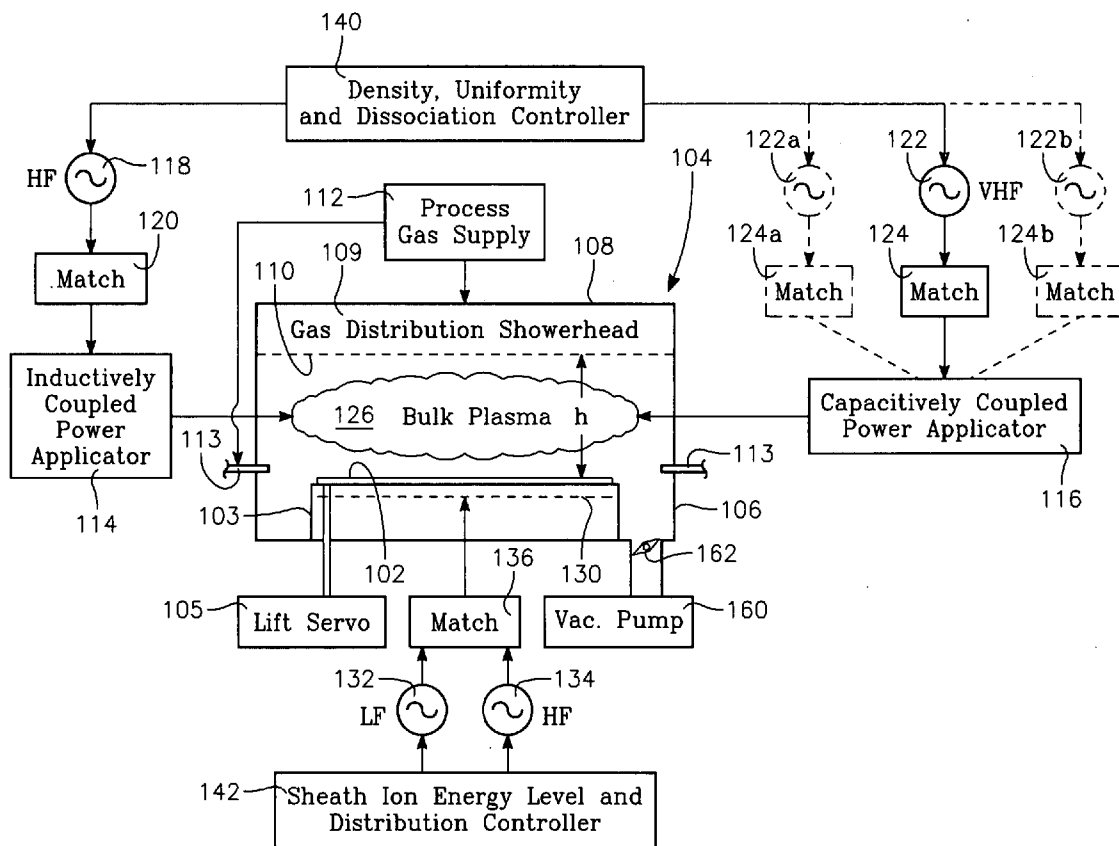 140
Density, Uniformity
and Dissociation Controller
HF
118
112
Process
Gas Supply
104
122a
122
VHF
122b
120
Match
124a
Match
124
Match
124b
Match
110
109
108
Gas Distribution Showerhead
Inductively
Coupled
Power
Applicator
126
Bulk Plasma
h
Capacitively Coupled
Power Applicator
113
113
114
103
102
130
106
116
162
136
105
Lift Servo
Match
Vac. Pump
160
132
LF
134
HF
142
Sheath Ion Energy Level and
Distribution Controller